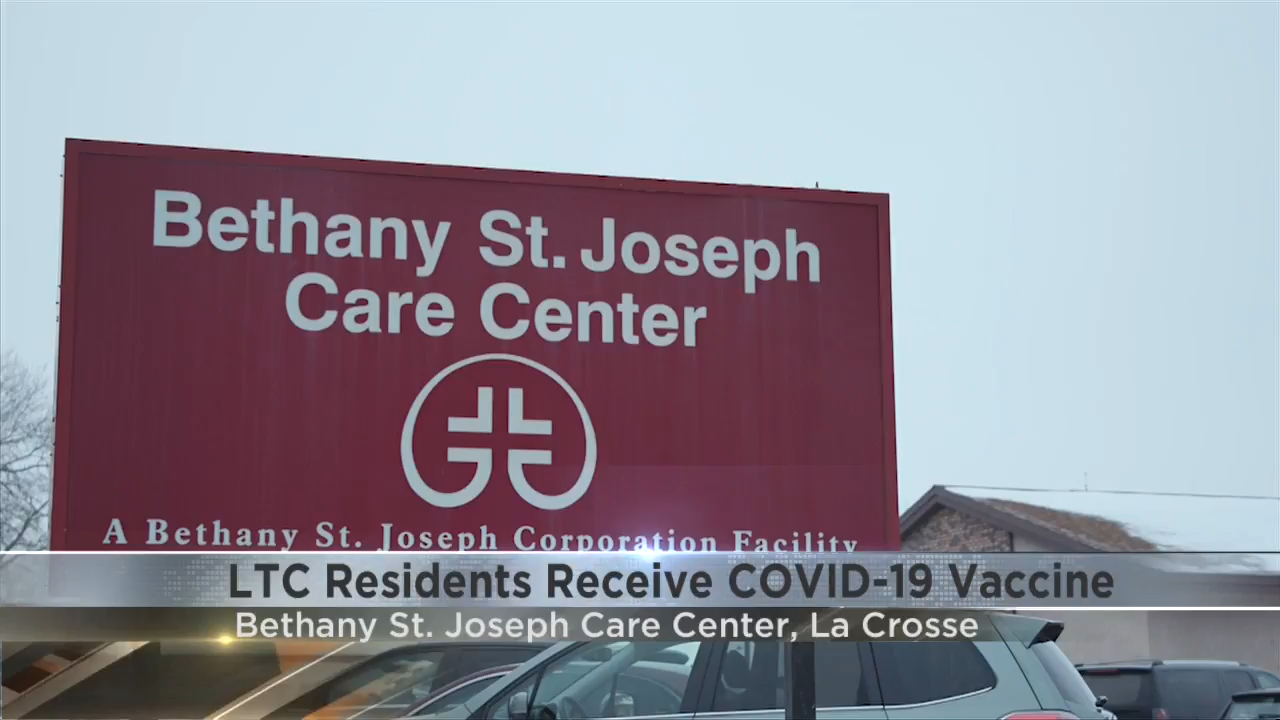 Bethany St. Joseph
Care Center
A Bethany St. Joseph Corporation Facility
LTC Residents Receive COVID-19 Vaccine
Bethany St. Joseph Care Center, La Crosse